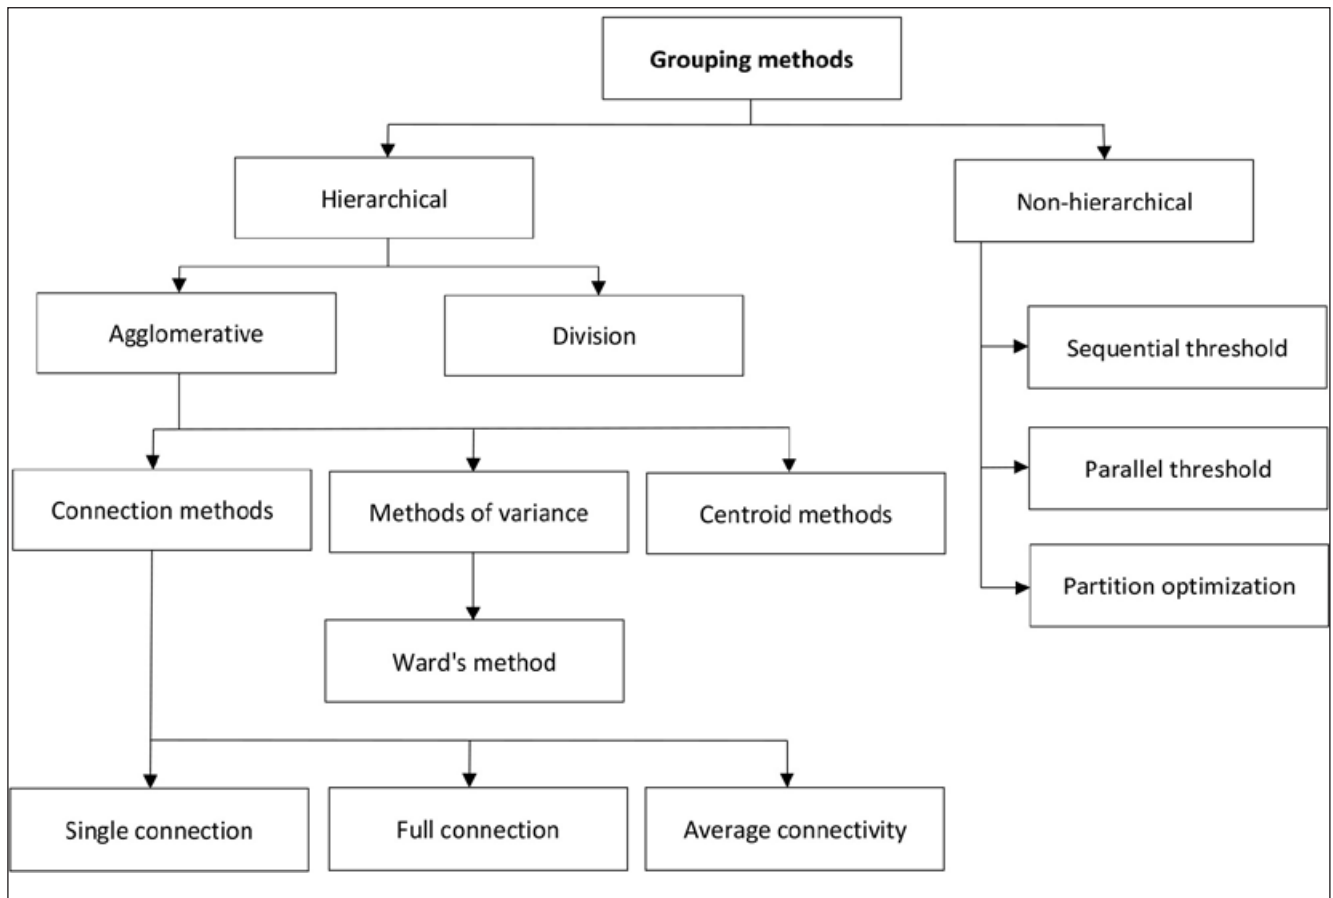 Grouping methods
Hierarchical
Non-hierarchical
Agglomerative
Division
Sequential threshold
Parallel threshold
Connection methods
Methods of variance
Centroid methods
Partition optimization
Ward's method
Single connection
Full connection
Average connectivity